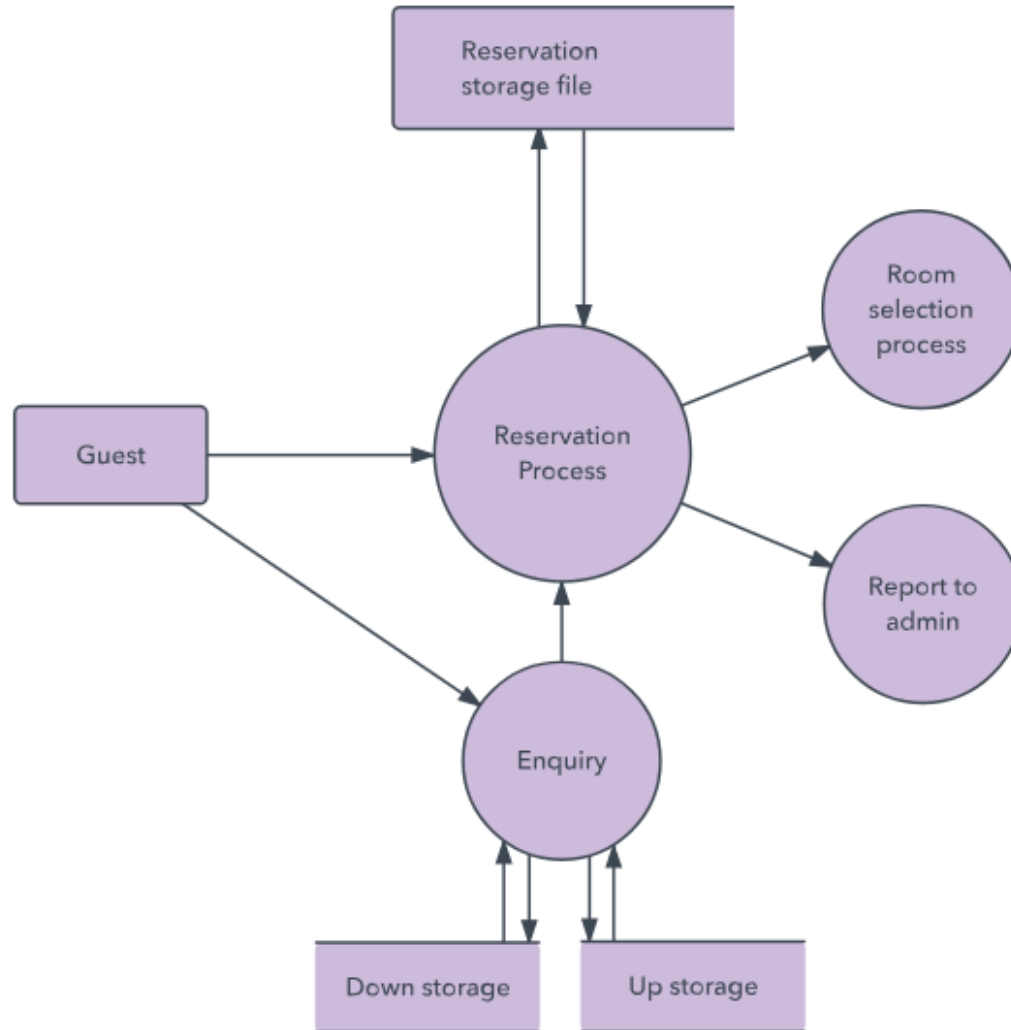 Reservation
storage file
Room
selection
process
Guest
Reservation
Process
Report to
admin
Enquiry
Down storage
Up storage